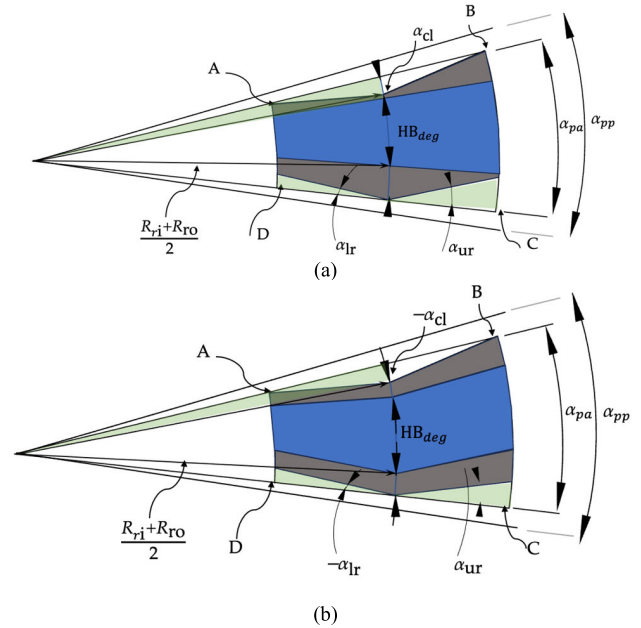 B
α_cl
A
HB_deg
α_pa
α_pp
(R_ri+R_ro)/2
D
α_lr
α_ur
C
(a)
B
−α_cl
A
HB_deg
α_pa
α_pp
(R_ri+R_ro)/2
D
−α_lr
α_ur
C
(b)